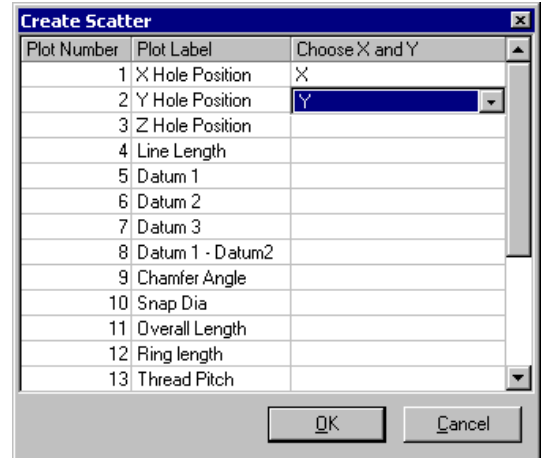 Create Scatter
Plot Number Plot Label Choose X and Y
1 X Hole Position X
2 Y Hole Position Y
3 Z Hole Position
4 Line Length
5 Datum 1
6 Datum 2
7 Datum 3
8 Datum 1 - Datum2
9 Chamfer Angle
10 Snap Dia
11 Overall Length
12 Ring length
13 Thread Pitch
OK Cancel